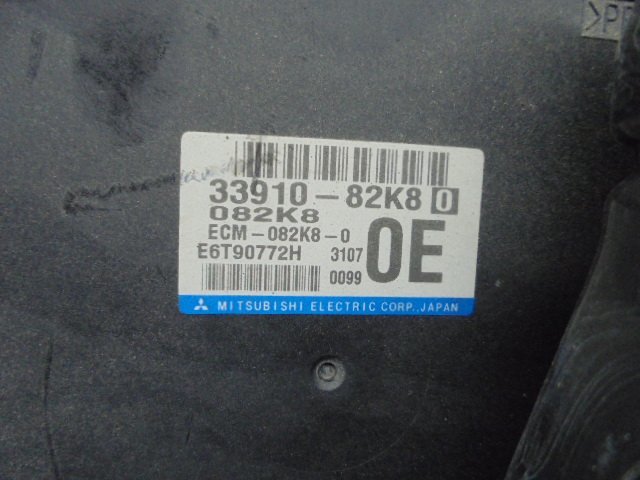 33910-82K8 0
082K8
ECM-082K8-0
E6T90772H 3107
0E
0099
MITSUBISHI ELECTRIC CORP., JAPAN